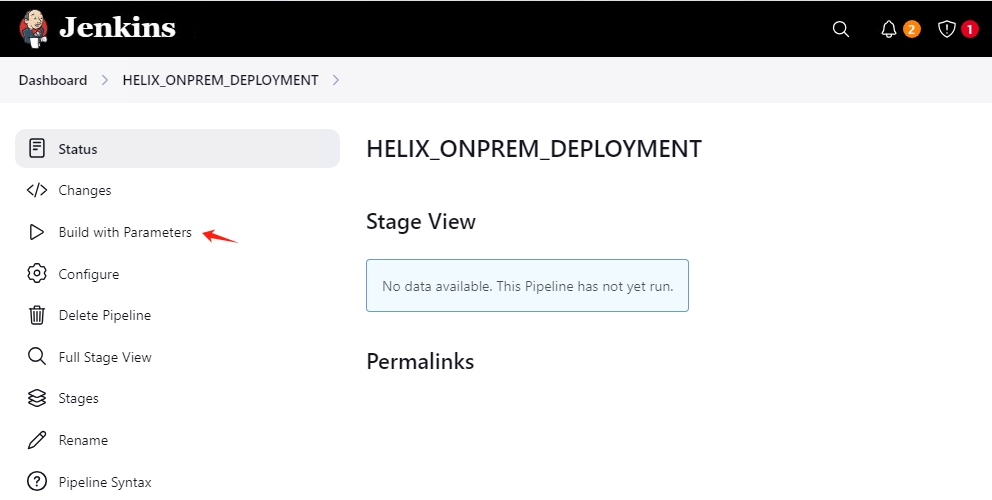 Jenkins
2
1
Dashboard
HELIX_ONPREM_DEPLOYMENT
Status
Changes
Build with Parameters
Configure
Delete Pipeline
Full Stage View
Stages
Rename
Pipeline Syntax
HELIX_ONPREM_DEPLOYMENT
Stage View
No data available. This Pipeline has not yet run.
Permalinks